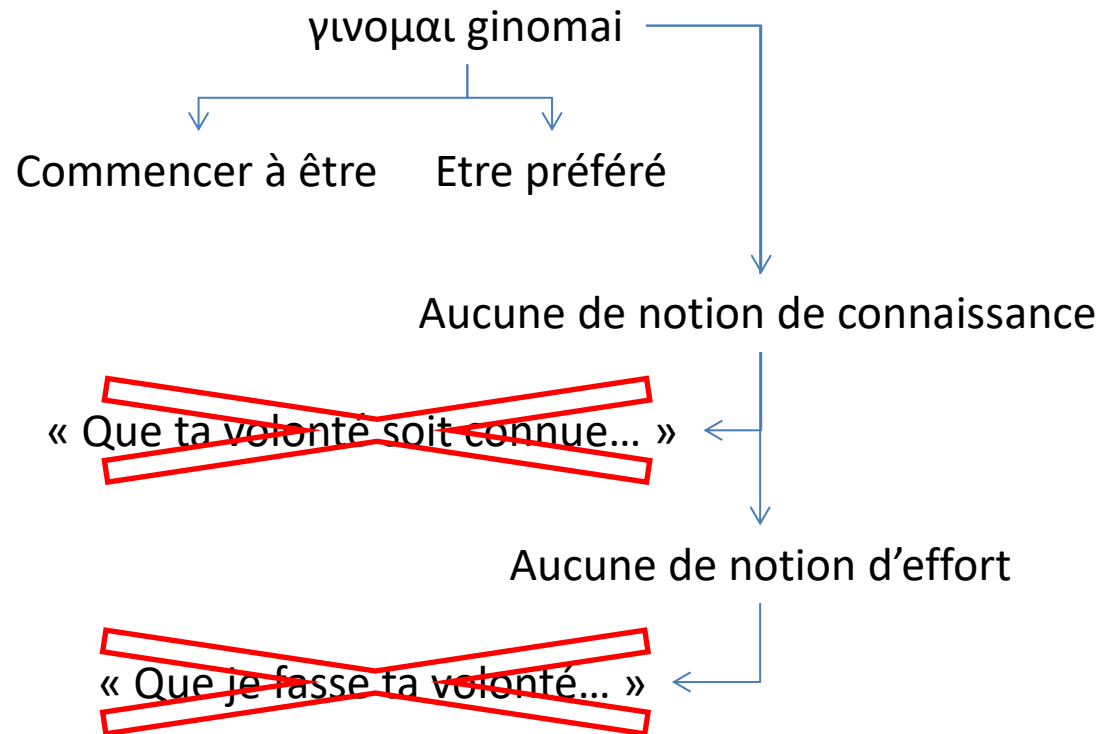 γινομαι ginomai
Commencer à être
Etre préféré
Aucune de notion de connaissance
« Que ta volonté soit connue… »
Aucune de notion d’effort
« Que je fasse ta volonté… »